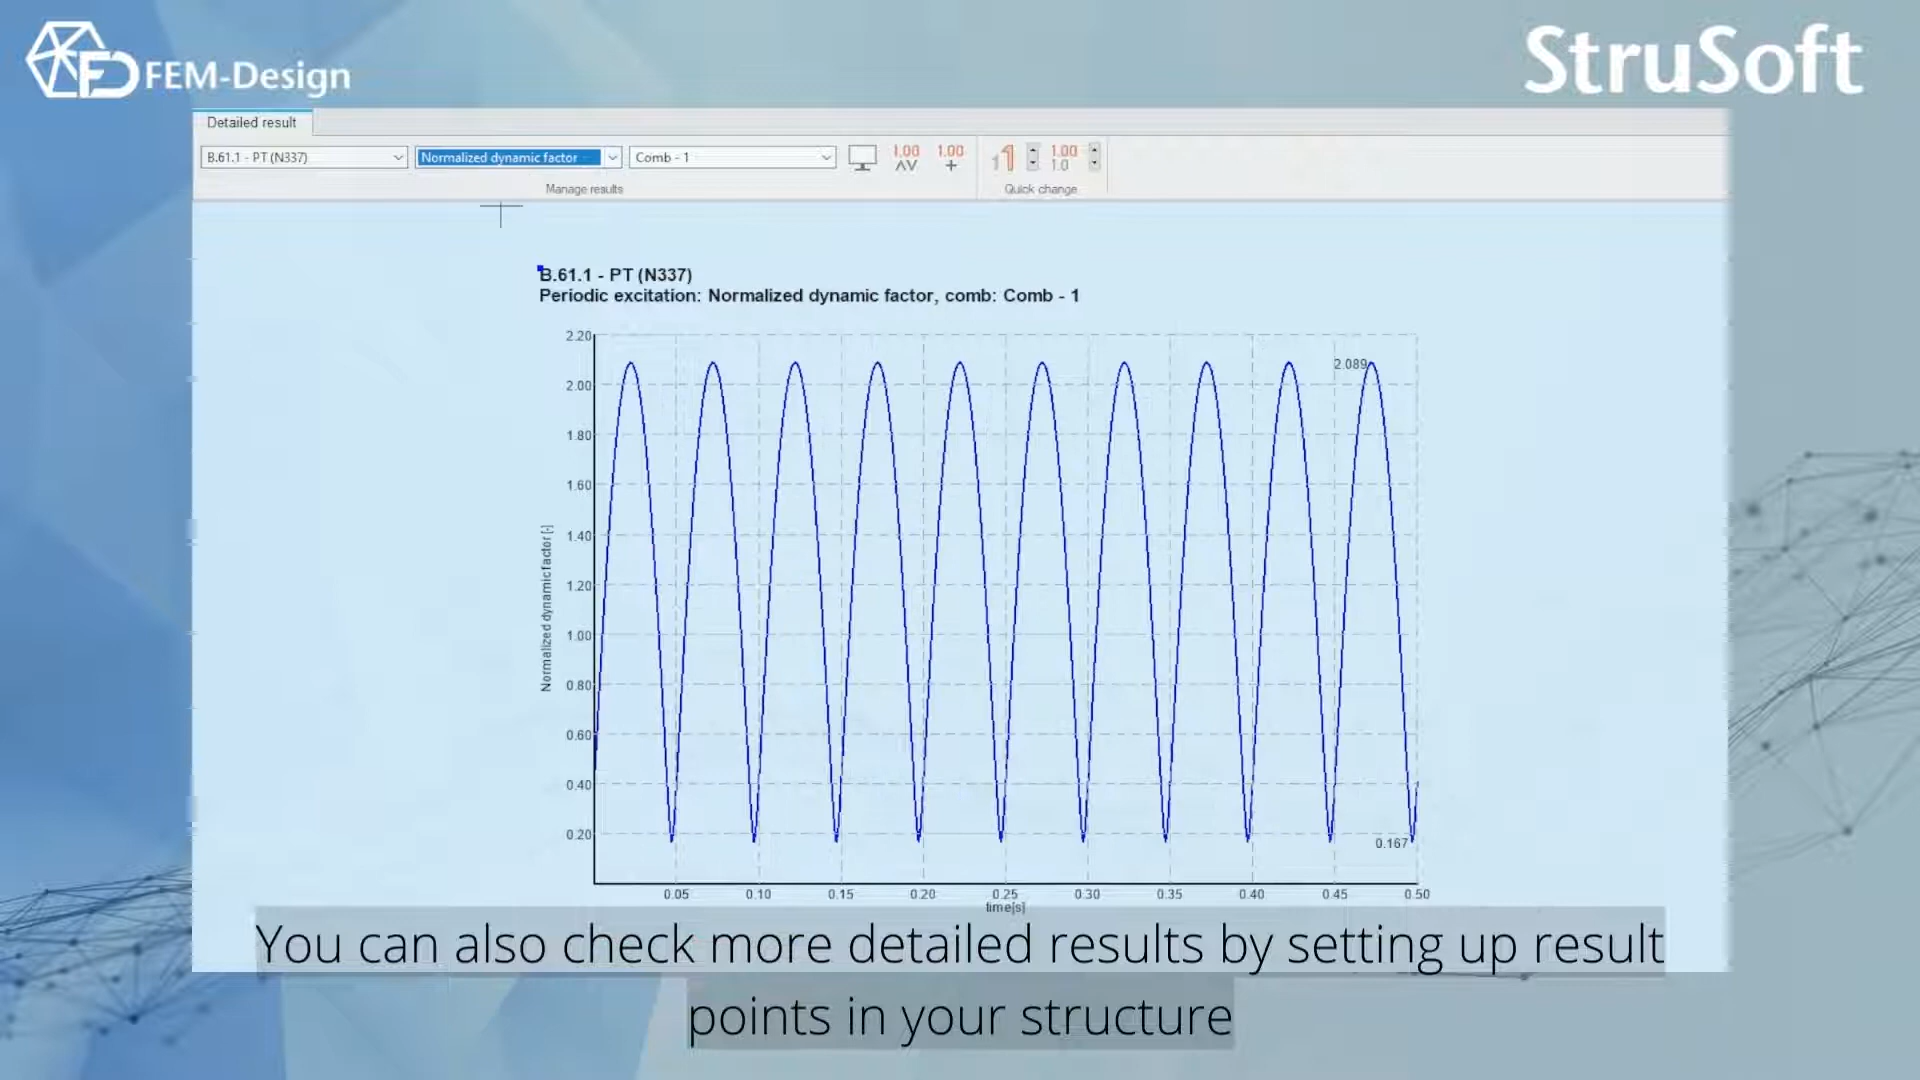 FEM-Design
StruSoft
Detailed result
B.61.1 - PT (N337)
Normalized dynamic factor
Comb - 1
1.00
1.00
1.00
1.0
Manage results
Quick change
B.61.1 - PT (N337)
Periodic excitation: Normalized dynamic factor, comb: Comb - 1
2.20
2.00
1.80
1.60
1.40
1.20
1.00
0.80
0.60
0.40
0.20
Normalized dynamic factor [-]
2.089
0.167
0.05
0.10
0.15
0.20
0.25
0.30
0.35
0.40
0.45
0.50
time[s]
You can also check more detailed results by setting up result
points in your structure